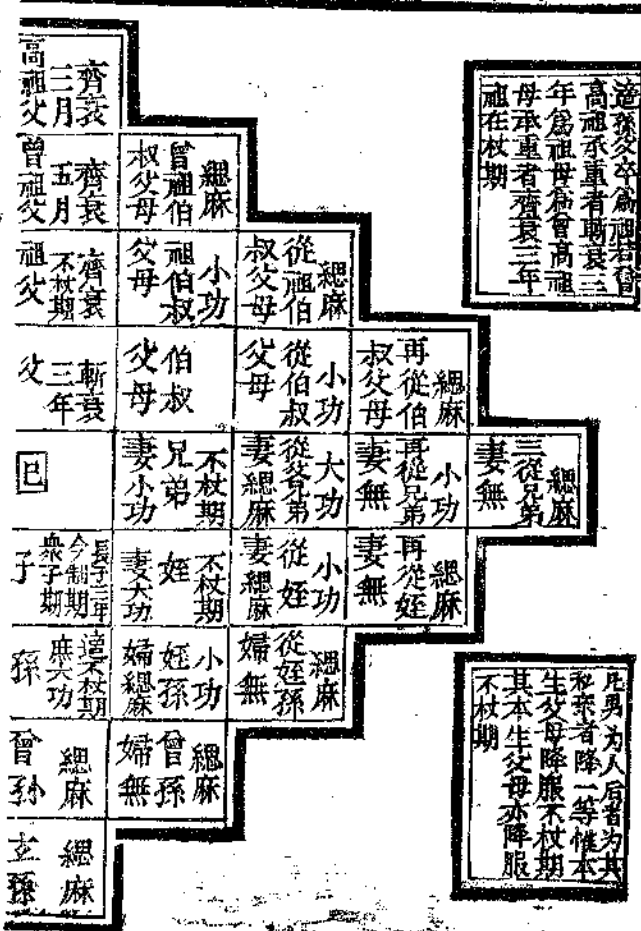 適孫父卒為祖若曾
高祖承重者斬衰三
年為祖母為曾高祖
母承重者齊衰三年
祖在杖期
齊衰
三月
高祖父
緦麻
曾祖伯
叔父母
齊衰
五月
曾祖父
緦麻
從祖伯
叔父母
小功
祖伯叔
父母
齊衰
不杖期
祖父
緦麻
再從伯
叔父母
小功
從伯叔
父母
伯叔
父母
斬衰
三年
父
緦麻
三從兄弟
妻無
小功
再從兄弟
妻無
大功
從父兄弟
妻緦麻
不杖期
兄弟
妻小功
己
緦麻
再從姪
妻無
小功
從姪
妻緦麻
不杖期
姪
妻大功
長子三年
今制期
衆子期
子
緦麻
從姪孫
婦無
小功
姪孫
婦緦麻
適不杖期
庶大功
孫
緦麻
曾孫
婦無
緦麻
曾孫
緦麻
玄孫
凡男为人后者为其
私亲者降一等惟本
生父母降服不杖期
其本生父母亦降服
不杖期